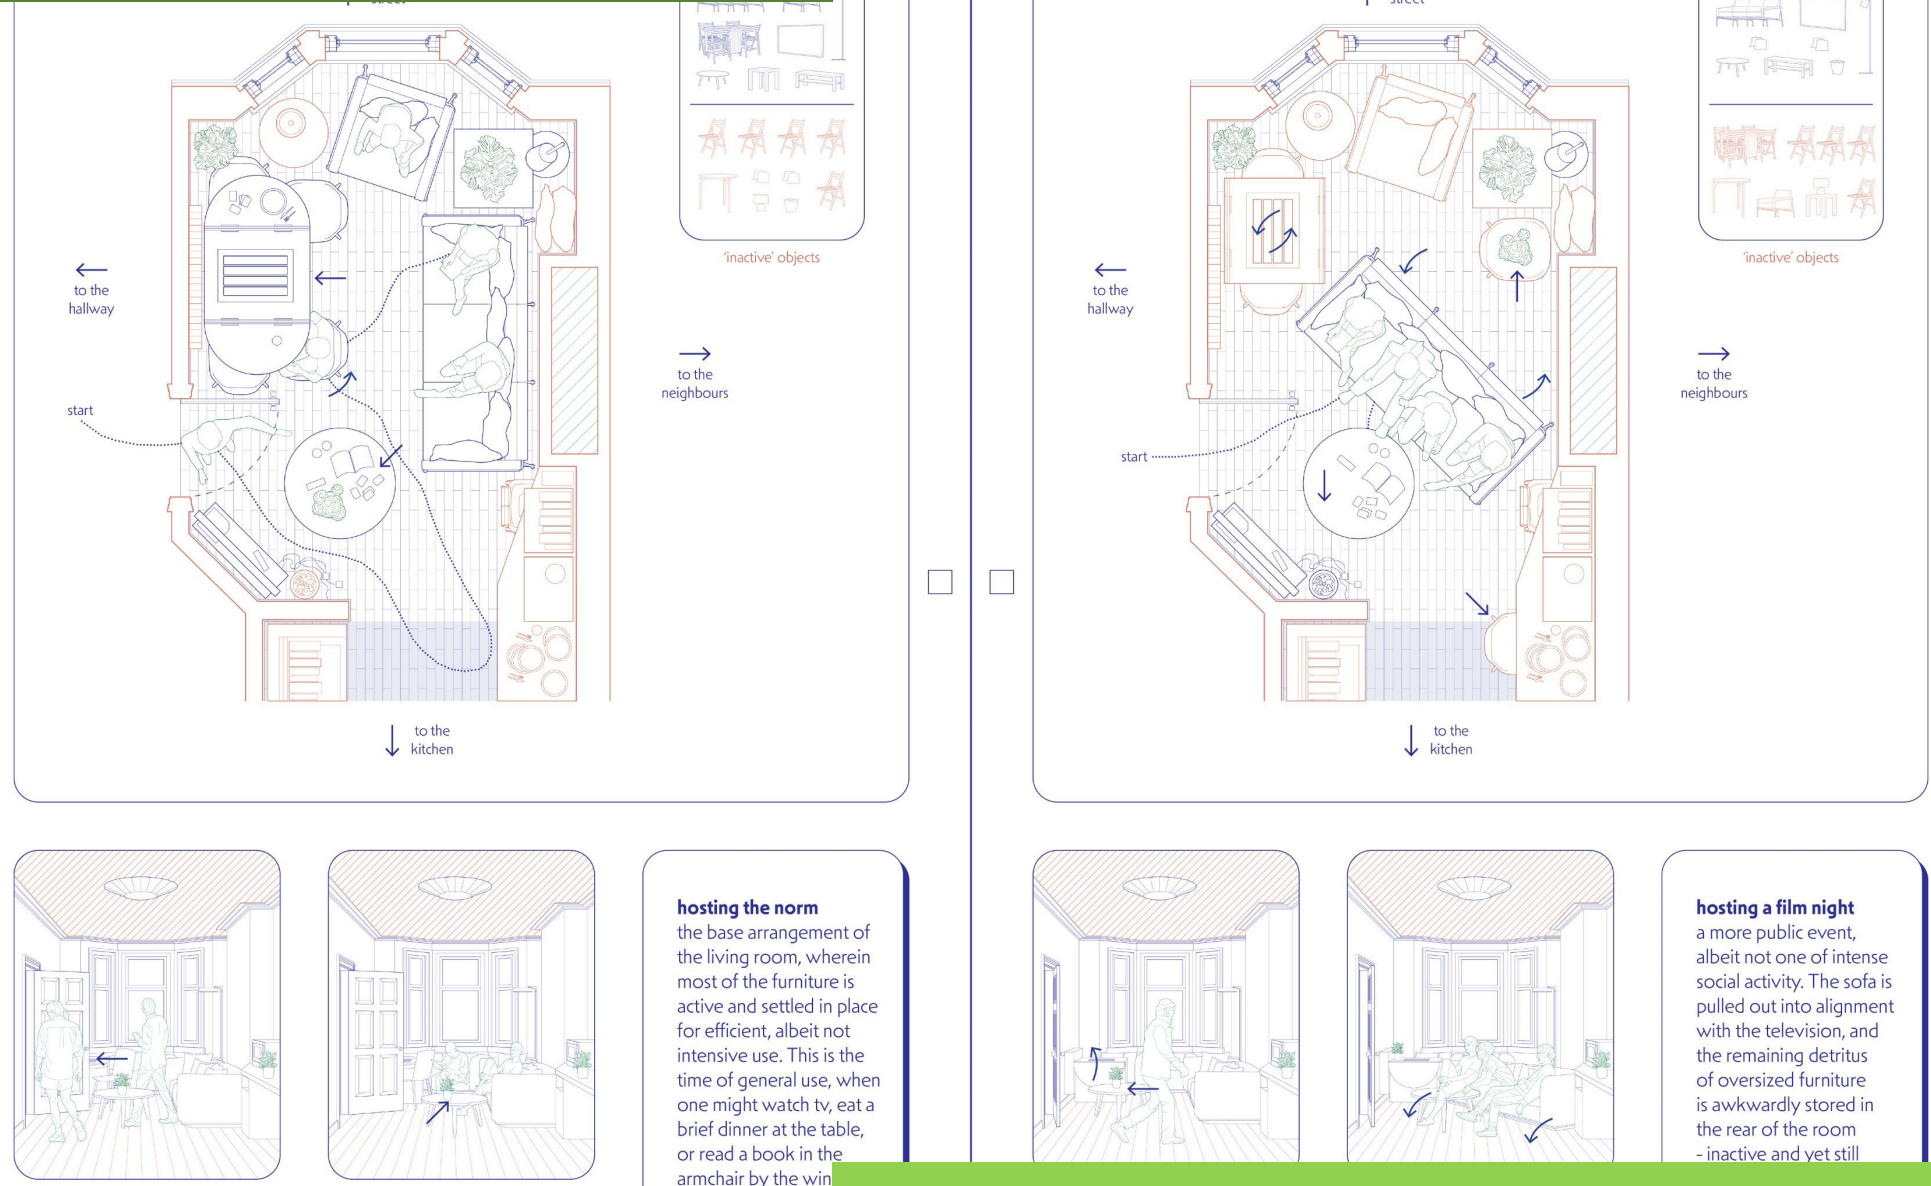 street
'inactive' objects
to the
hallway
to the
neighbours
start
to the
kitchen
hosting the norm
the base arrangement of
the living room, wherein
most of the furniture is
active and settled in place
for efficient, albeit not
intensive use. This is the
time of general use, when
one might watch tv, eat a
brief dinner at the table,
or read a book in the
armchair by the win
street
'inactive' objects
to the
hallway
to the
neighbours
start
to the
kitchen
hosting a film night
a more public event,
albeit not one of intense
social activity. The sofa is
pulled out into alignment
with the television, and
the remaining detritus
of oversized furniture
is awkwardly stored in
the rear of the room
- inactive and yet still